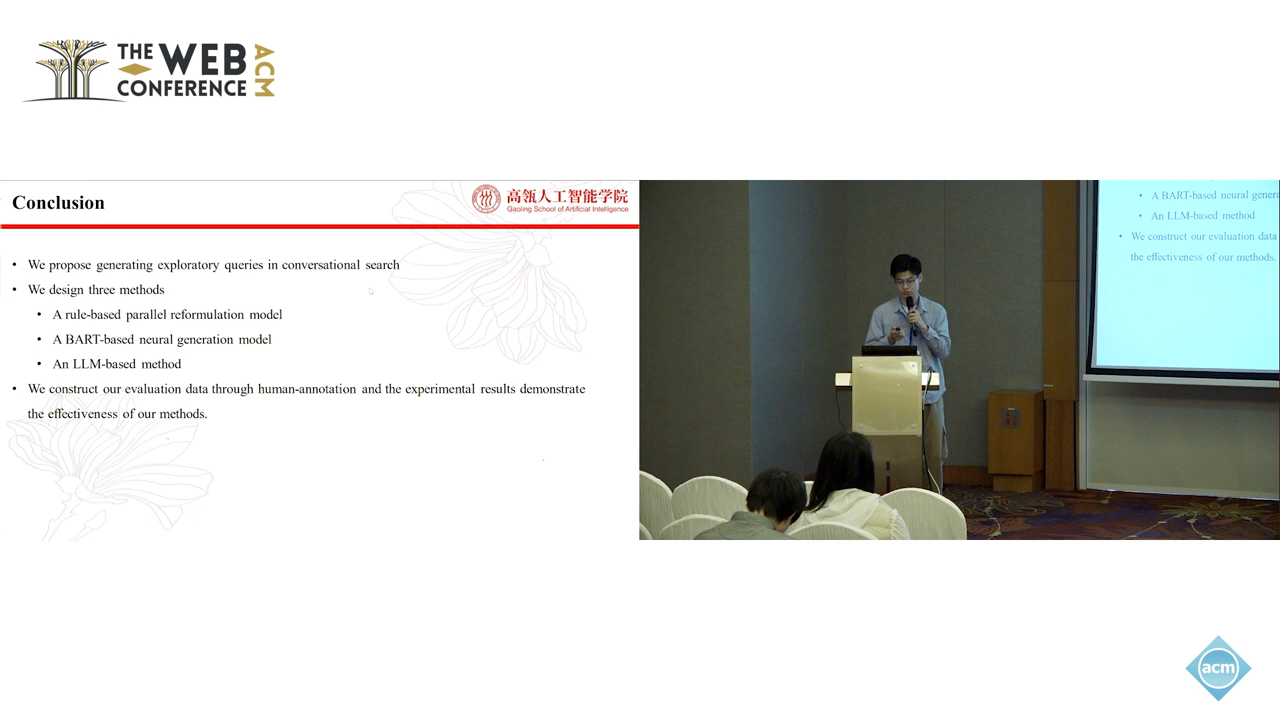 THE WEB
CONFERENCE
ACM
Conclusion
高瓴人工智能学院
Gaoling School of Artificial Intelligence
• We propose generating exploratory queries in conversational search
• We design three methods
• A rule-based parallel reformulation model
• A BART-based neural generation model
• An LLM-based method
• We construct our evaluation data through human-annotation and the experimental results demonstrate
the effectiveness of our methods.
• A BART-based neural genera
• An LLM-based method
• We construct our evaluation data
the effectiveness of our methods.
acm